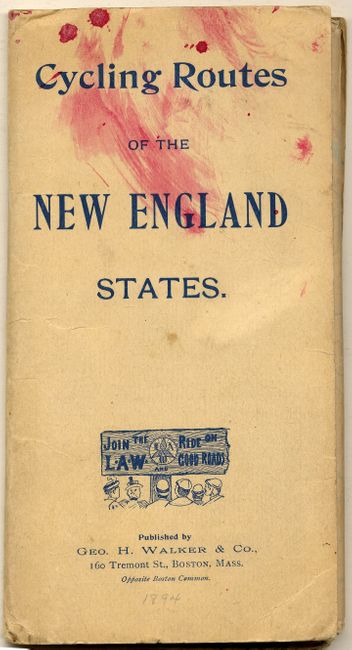 Cycling Routes
OF THE
NEW ENGLAND
STATES.
JOIN THE
L.A.W.
AND
RIDE ON
GOOD ROADS
Published by
GEO. H. WALKER & CO.,
160 Tremont St., BOSTON, MASS.
Opposite Boston Common.
1894